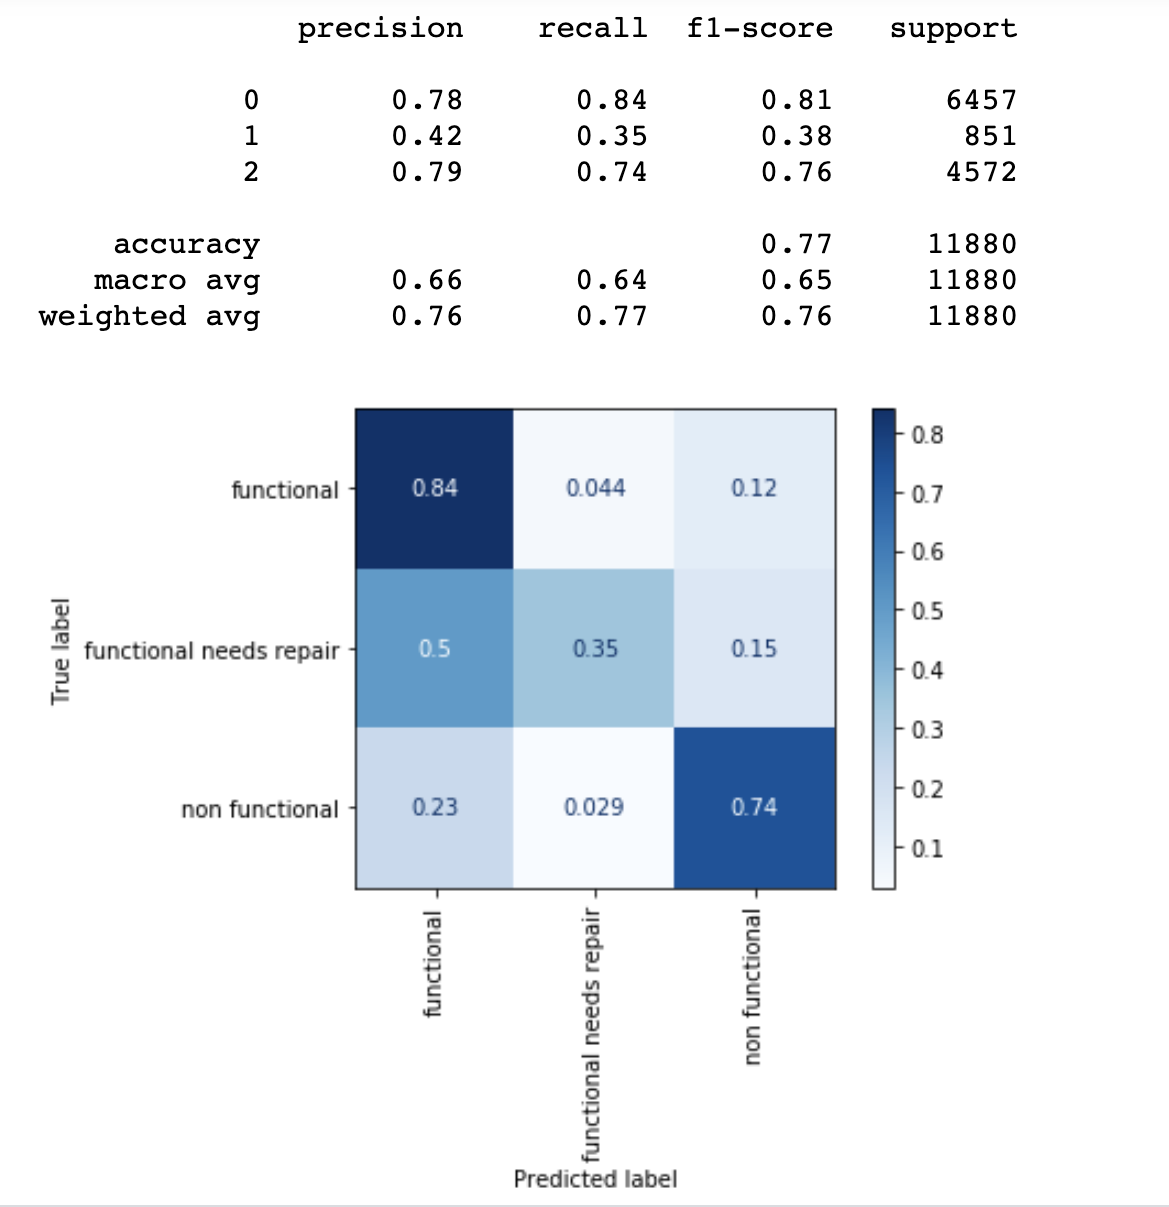 precision recall f1-score support
0 0.78 0.84 0.81 6457
1 0.42 0.35 0.38 851
2 0.79 0.74 0.76 4572
accuracy 0.77 11880
macro avg 0.66 0.64 0.65 11880
weighted avg 0.76 0.77 0.76 11880
True label
functional 0.84 0.044 0.12
functional needs repair 0.5 0.35 0.15
non functional 0.23 0.029 0.74
functional
functional needs repair
non functional
Predicted label
0.8
0.7
0.6
0.5
0.4
0.3
0.2
0.1